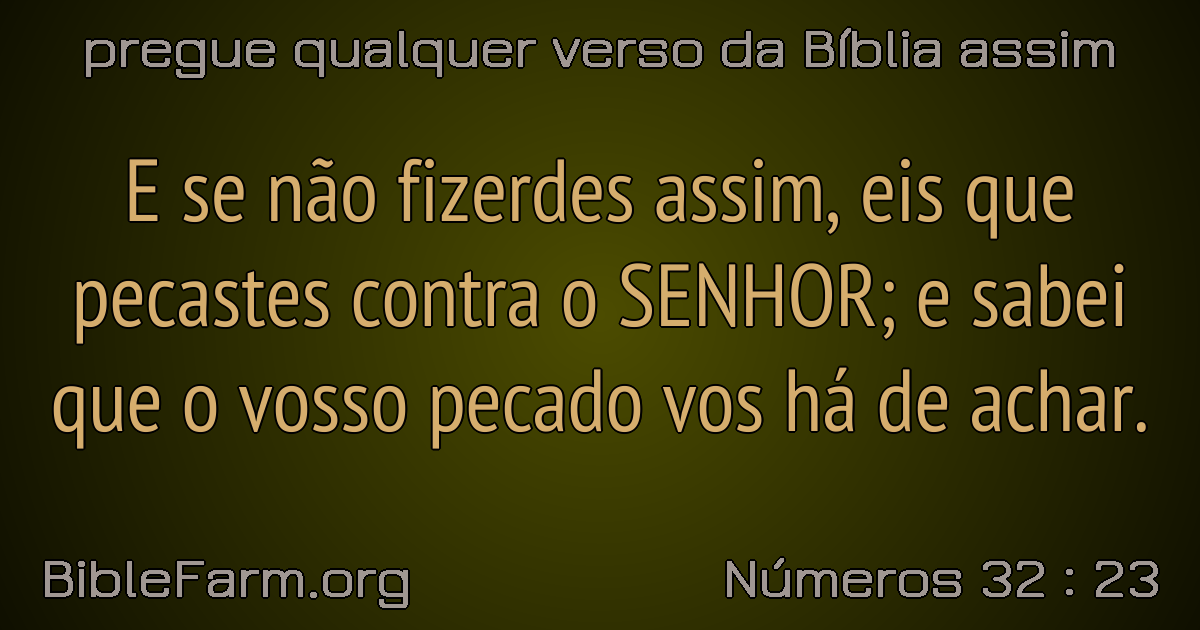 pregue qualquer verso da Bíblia assim
E se não fizerdes assim, eis que
pecastes contra o SENHOR; e sabei
que o vosso pecado vos há de achar.
BibleFarm.org
Números 32 : 23